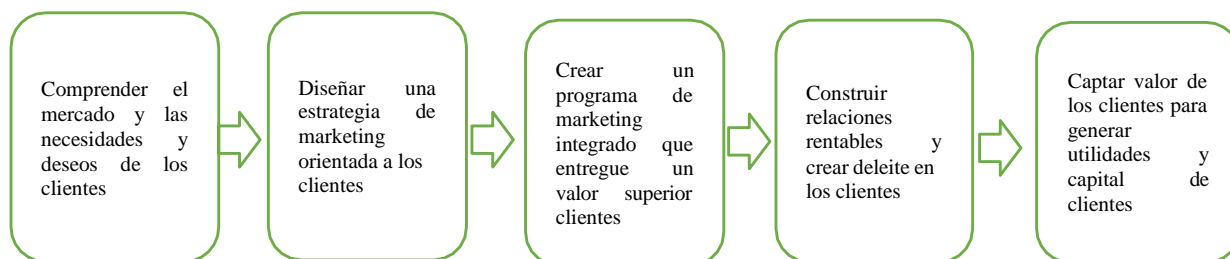 Comprender el
mercado y las
necesidades y
deseos de los
clientes
Diseñar una
estrategia de
marketing
orientada a los
clientes
Crear un
programa de
marketing
integrado que
entregue un
valor superior
clientes
Construir
relaciones
rentables y
crear deleite en
los clientes
Captar valor de
los clientes para
generar
utilidades y
capital de
clientes